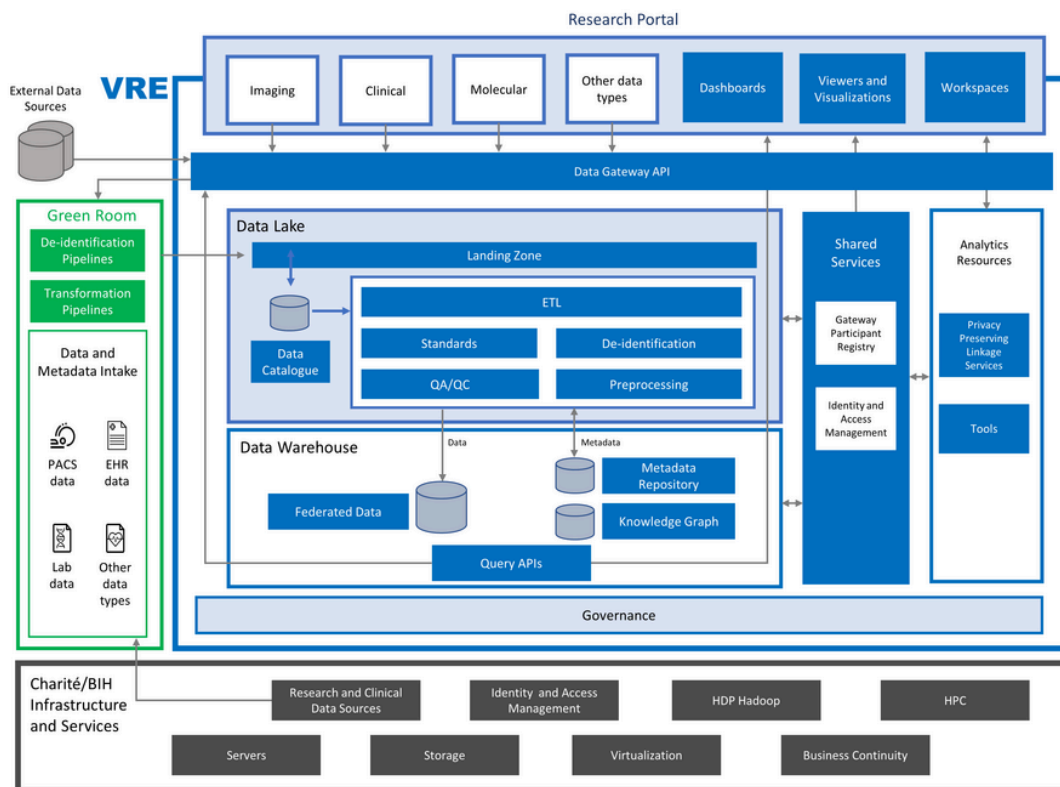 Research Portal
VRE
External Data
Sources
Imaging
Clinical
Molecular
Other data
types
Dashboards
Viewers and
Visualizations
Workspaces
Data Gateway API
Green Room
De-identification
Pipelines
Transformation
Pipelines
Data and
Metadata Intake
PACS
data
EHR
data
Lab
data
Other
data
types
Data Lake
Landing Zone
Data
Catalogue
ETL
Standards
De-identification
QA/QC
Preprocessing
Data
Metadata
Data Warehouse
Federated Data
Metadata
Repository
Knowledge Graph
Query APIs
Shared
Services
Gateway
Participant
Registry
Identity and
Access
Management
Analytics
Resources
Privacy
Preserving
Linkage
Services
Tools
Governance
Charité/BIH
Infrastructure
and Services
Research and Clinical
Data Sources
Identity and Access
Management
HDP Hadoop
HPC
Servers
Storage
Virtualization
Business Continuity